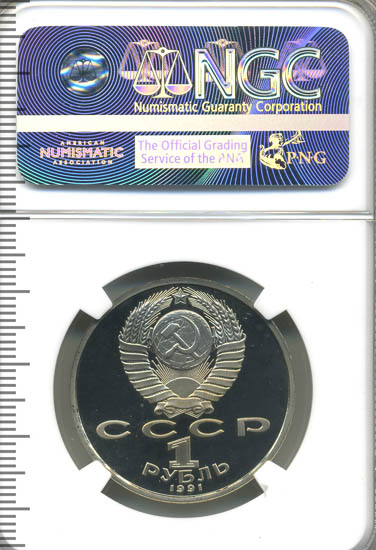 NGC
Numismatic Guaranty Corporation
AMERICAN
NUMISMATIC
ASSOCIATION
The Official Grading
Service of the PNG
PNG
СССР
1
РУБЛЬ
1991